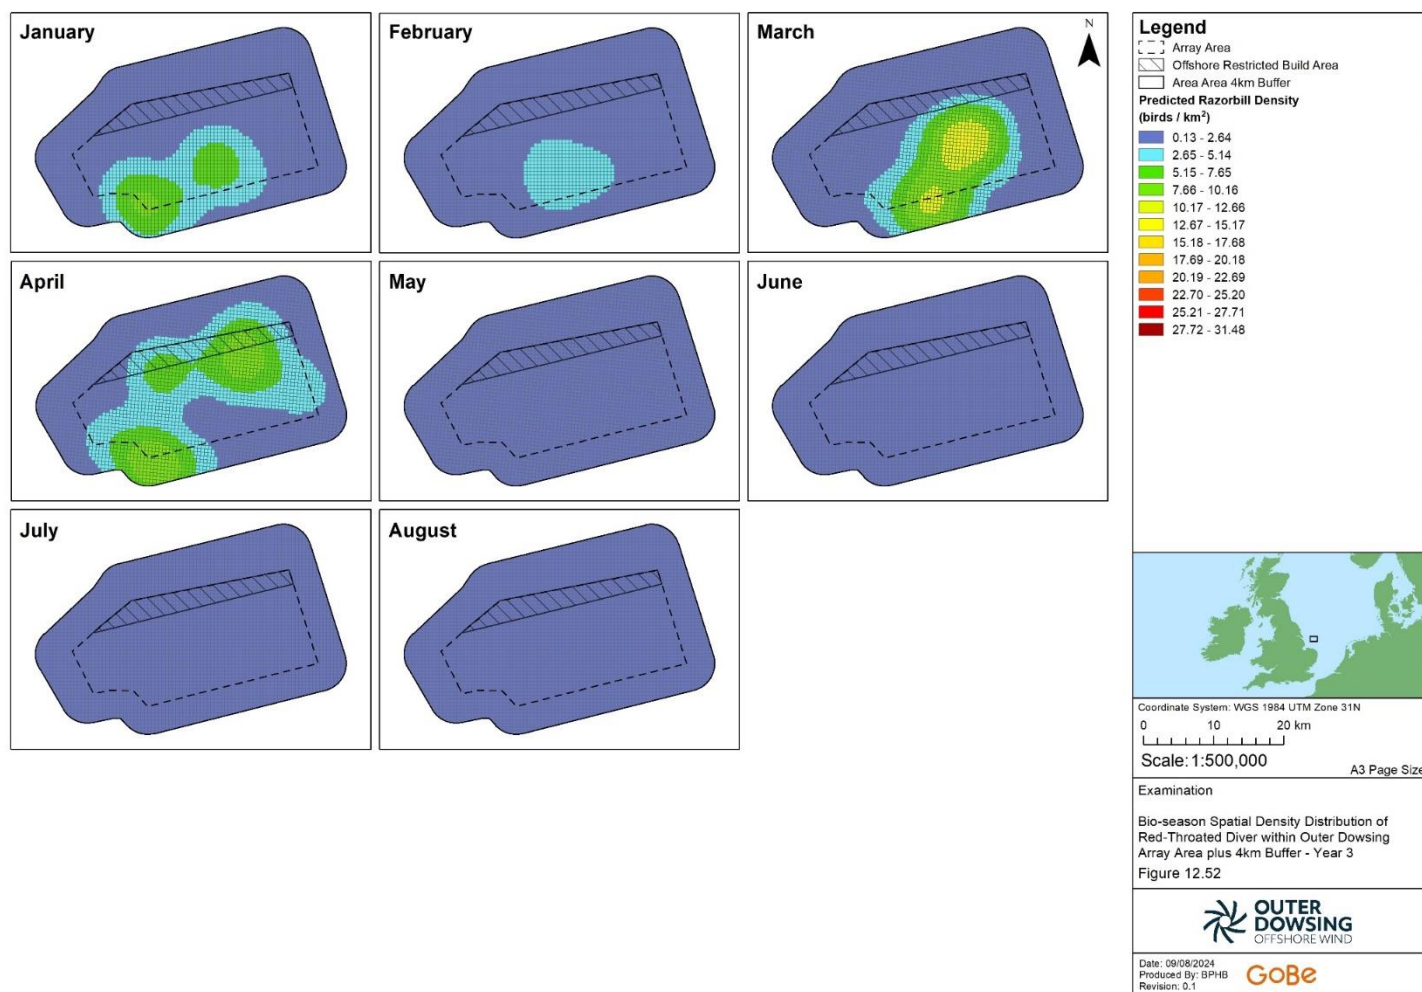 January
February
March
N
April
May
June
July
August
Legend
Array Area
Offshore Restricted Build Area
Area Area 4km Buffer
Predicted Razorbill Density
(birds / km²)
0.13 - 2.64
2.65 - 5.14
5.15 - 7.65
7.66 - 10.16
10.17 - 12.66
12.67 - 15.17
15.18 - 17.68
17.69 - 20.18
20.19 - 22.69
22.70 - 25.20
25.21 - 27.71
27.72 - 31.48
Coordinate System: WGS 1984 UTM Zone 31N
0 10 20 km
Scale: 1:500,000
A3 Page Size
Examination
Bio-season Spatial Density Distribution of
Red-Throated Diver within Outer Dowsing
Array Area plus 4km Buffer - Year 3
Figure 12.52
OUTER
DOWSING
OFFSHORE WIND
Date: 09/08/2024
Produced By: BPHB
Revision: 0.1
GoBe